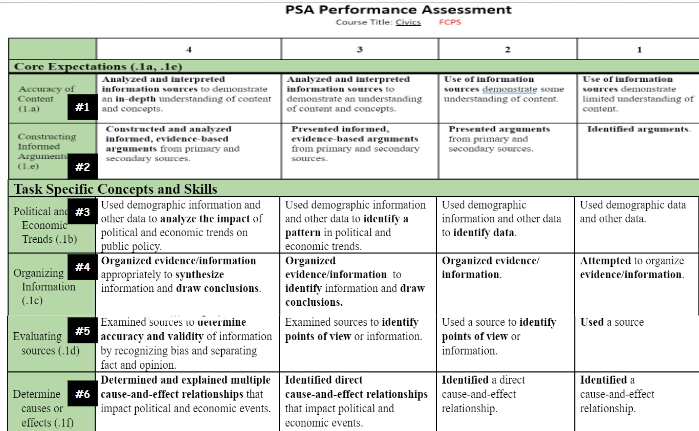 PSA Performance Assessment
Course Title: Civics FCPS
4 3 2 1
Core Expectations (.1a, .1e)
Accuracy of
Content
(1.a)
#1
Analyzed and interpreted
information sources to demonstrate
an in-depth understanding of content
and concepts.
Analyzed and interpreted
information sources to
demonstrate an understanding
of content and concepts.
Use of information
sources demonstrate some
understanding of content.
Use of information
sources demonstrate
limited understanding of
content.
Constructing
Informed
Arguments
(1.e)
#2
Constructed and analyzed
informed, evidence-based
arguments from primary and
secondary sources.
Presented informed,
evidence-based arguments
from primary and secondary
sources.
Presented arguments
from primary and
secondary sources.
Identified arguments.
Task Specific Concepts and Skills
Political and
Economic
Trends (.1b)
#3
Used demographic information and
other data to analyze the impact of
political and economic trends on
public policy.
Used demographic information
and other data to identify a
pattern in political and
economic trends.
Used demographic
information and other data
to identify data.
Used demographic data
and other data.
Organizing
Information
(.1c)
#4
Organized evidence/information
appropriately to synthesize
information and draw conclusions.
Organized
evidence/information to
identify information and draw
conclusions.
Organized evidence/
information.
Attempted to organize
evidence/information.
Evaluating
sources (.1d)
#5
Examined sources to determine
accuracy and validity of information
by recognizing bias and separating
fact and opinion.
Examined sources to identify
points of view or information.
Used a source to identify
points of view or
information.
Used a source
Determine
causes or
effects (.1f)
#6
Determined and explained multiple
cause-and-effect relationships that
impact political and economic events.
Identified direct
cause-and-effect relationships
that impact political and
economic events.
Identified a direct
cause-and-effect
relationship.
Identified a
cause-and-effect
relationship.